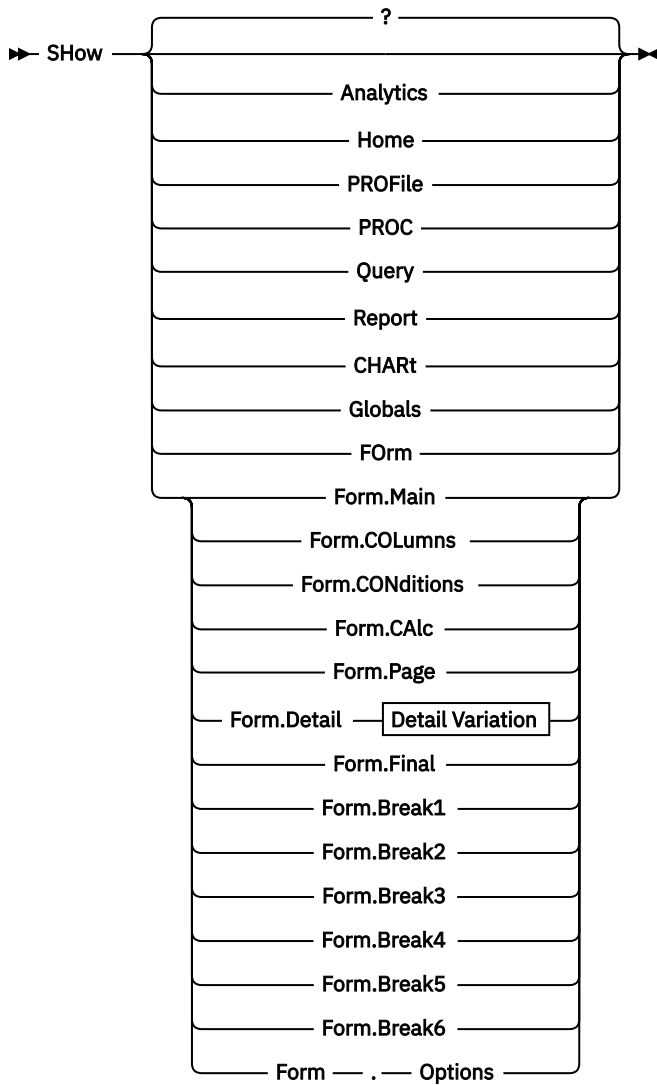 ?
SHow
Analytics
Home
PROFile
PROC
Query
Report
CHARt
Globals
FOrm
Form.Main
Form.COLumns
Form.CONditions
Form.CAlc
Form.Page
Form.Detail Detail Variation
Form.Final
Form.Break1
Form.Break2
Form.Break3
Form.Break4
Form.Break5
Form.Break6
Form . Options